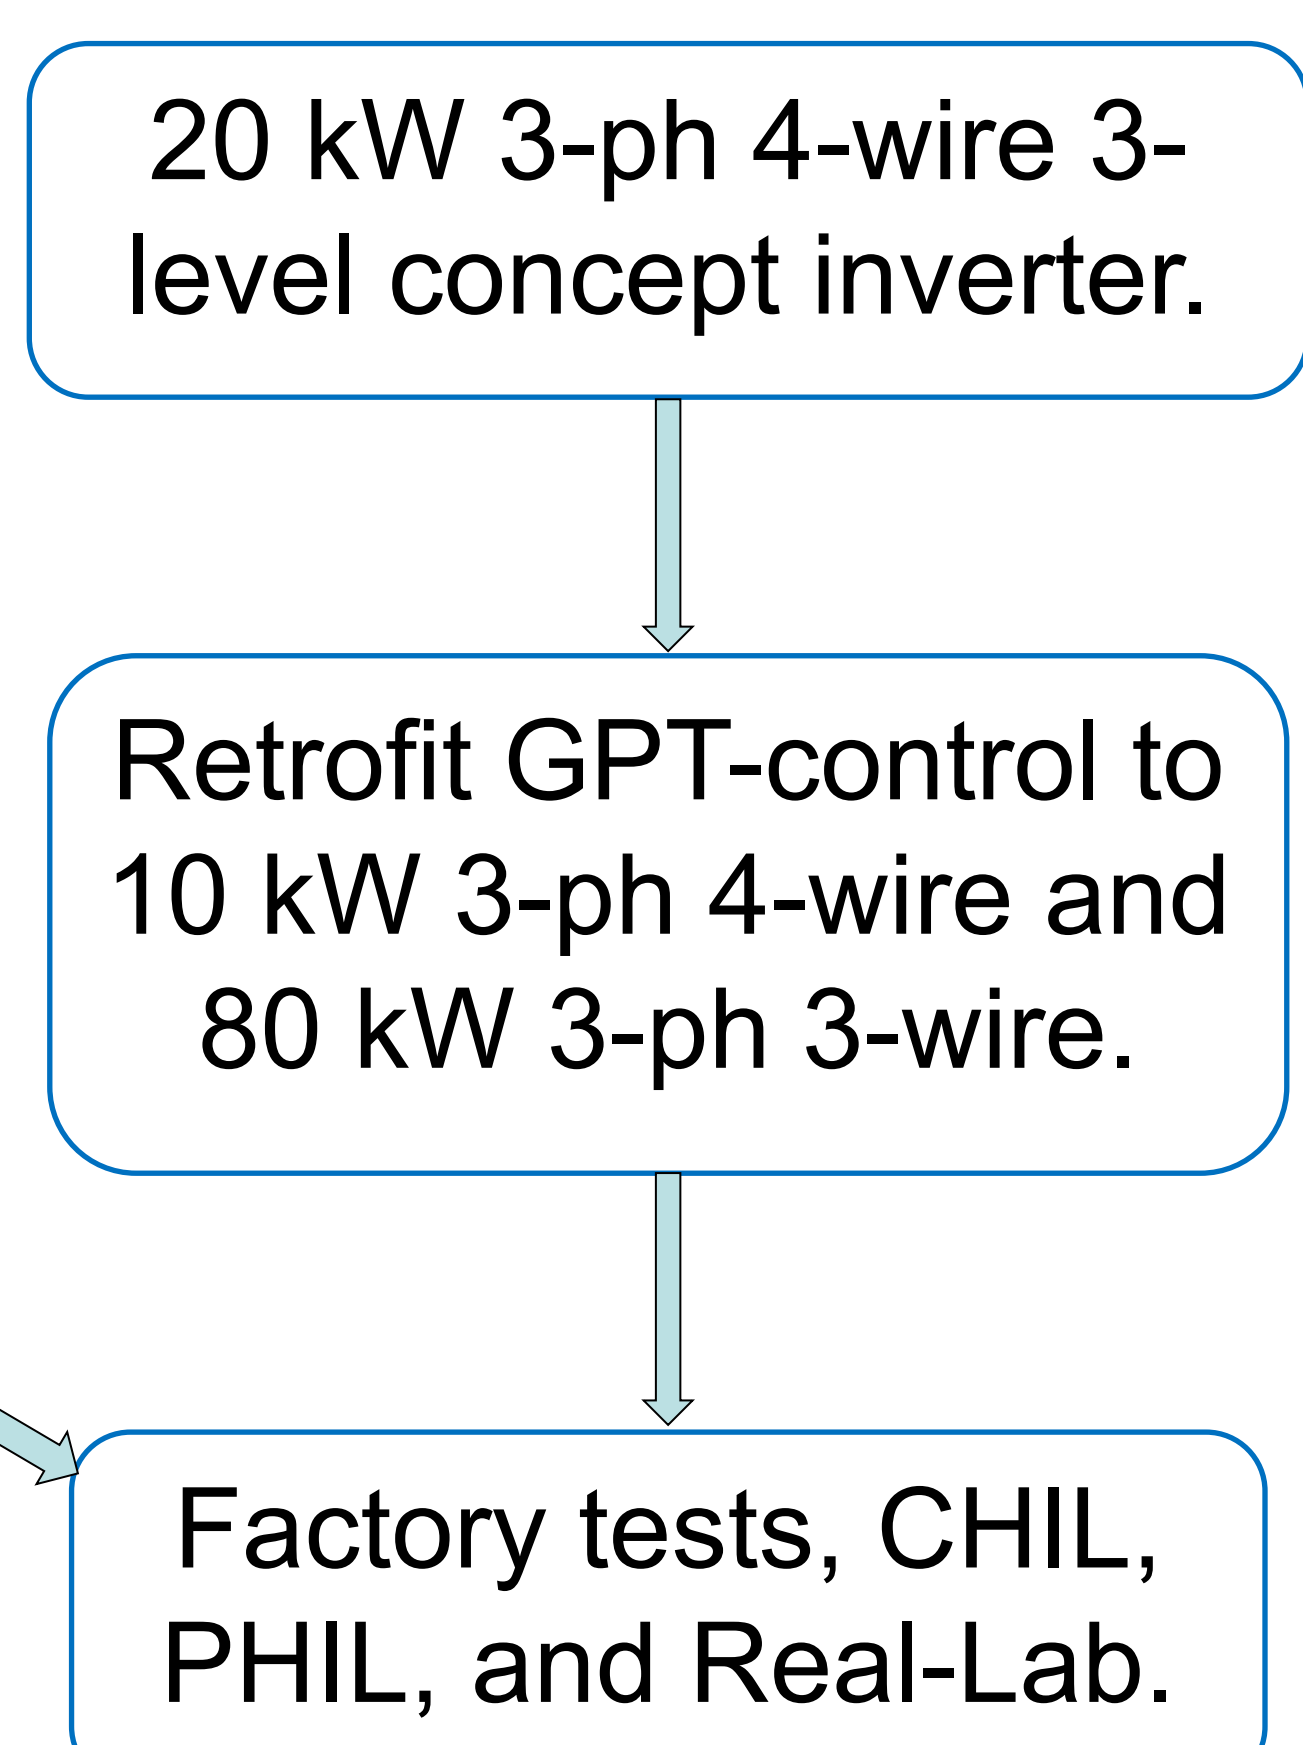 20 kW 3-ph 4-wire 3-
level concept inverter.
Retrofit GPT-control to
10 kW 3-ph 4-wire and
80 kW 3-ph 3-wire.
Factory tests, CHIL,
PHIL, and Real-Lab.